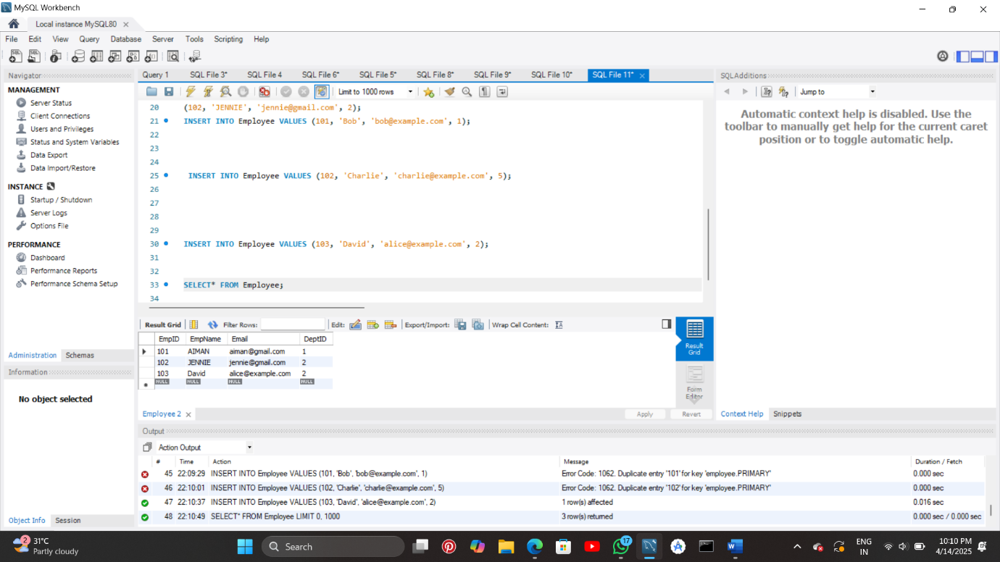 MySQL Workbench
Local instance MySQL80
File Edit View Query Database Server Tools Scripting Help
Navigator
MANAGEMENT
Server Status
Client Connections
Users and Privileges
Status and System Variables
Data Export
Data Import/Restore
INSTANCE
Startup / Shutdown
Server Logs
Options File
PERFORMANCE
Dashboard
Performance Reports
Performance Schema Setup
Administration Schemas
Information
No object selected
Object Info Session
Query 1 SQL File 3* SQL File 4 SQL File 6* SQL File 5* SQL File 8* SQL File 9* SQL File 10* SQL File 11*
Limit to 1000 rows
20 (102, 'JENNIE', 'jennie@gmail.com', 2);
21 INSERT INTO Employee VALUES (101, 'Bob', 'bob@example.com', 1);
22
23
24
25 INSERT INTO Employee VALUES (102, 'Charlie', 'charlie@example.com', 5);
26
27
28
29
30 INSERT INTO Employee VALUES (103, 'David', 'alice@example.com', 2);
31
32
33 SELECT* FROM Employee;
34
Result Grid Filter Rows: Edit: Export/Import: Wrap Cell Content:
EmpID EmpName Email DeptID
101 AIMAN aiman@gmail.com 1
102 JENNIE jennie@gmail.com 2
103 David alice@example.com 2
NULL NULL NULL NULL
Result
Grid
Form
Editor
Employee 2 Apply Revert
SQLAdditions
Jump to
Automatic context help is disabled. Use the
toolbar to manually get help for the current caret
position or to toggle automatic help.
Context Help Snippets
Output
Action Output
# Time Action Message Duration / Fetch
45 22:09:29 INSERT INTO Employee VALUES (101, 'Bob', 'bob@example.com', 1) Error Code: 1062. Duplicate entry '101' for key 'employee.PRIMARY' 0.000 sec
46 22:10:01 INSERT INTO Employee VALUES (102, 'Charlie', 'charlie@example.com', 5) Error Code: 1062. Duplicate entry '102' for key 'employee.PRIMARY' 0.000 sec
47 22:10:37 INSERT INTO Employee VALUES (103, 'David', 'alice@example.com', 2) 1 row(s) affected 0.016 sec
48 22:10:49 SELECT* FROM Employee LIMIT 0, 1000 3 row(s) returned 0.000 sec / 0.000 sec
2
31°C
Partly cloudy
Search
17
ENG
IN
10:10 PM
4/14/2025